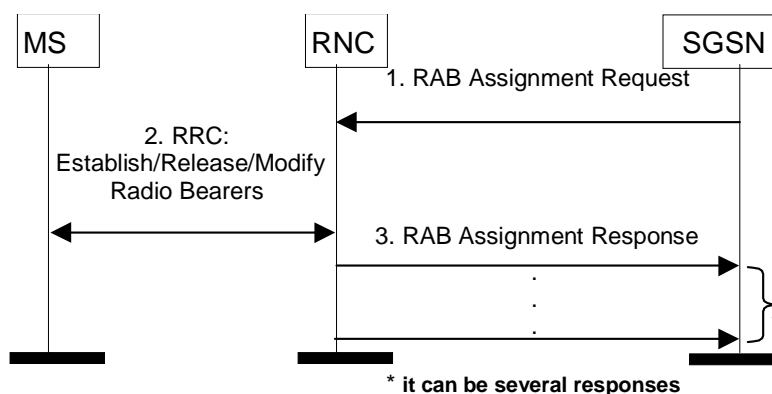 MS
RNC
SGSN
1. RAB Assignment Request
2. RRC:
Establish/Release/Modify
Radio Bearers
3. RAB Assignment Response
.
.
.
* it can be several responses